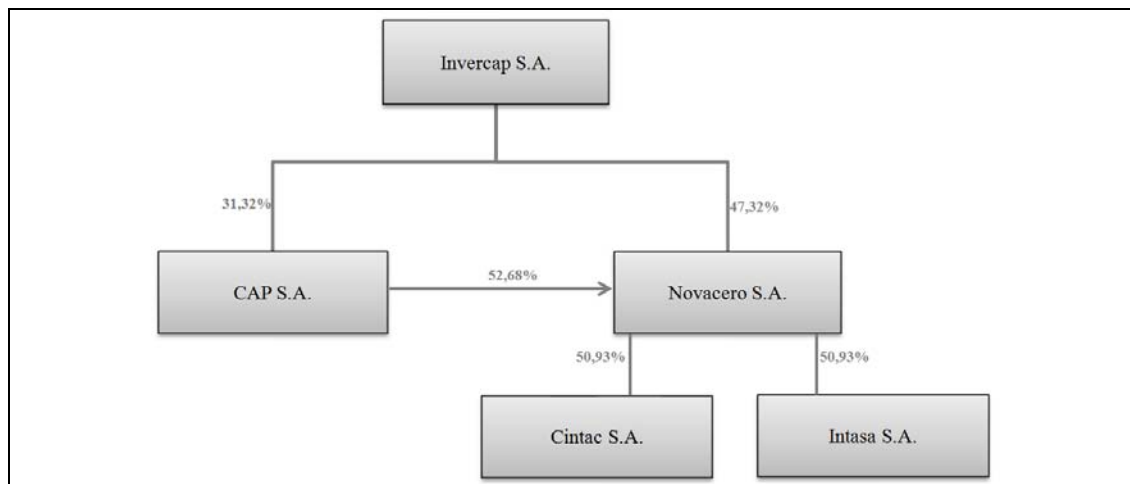 Invercap S.A.
31,32%
47,32%
CAP S.A.
52,68%
Novacero S.A.
50,93%
50,93%
Cintac S.A.
Intasa S.A.